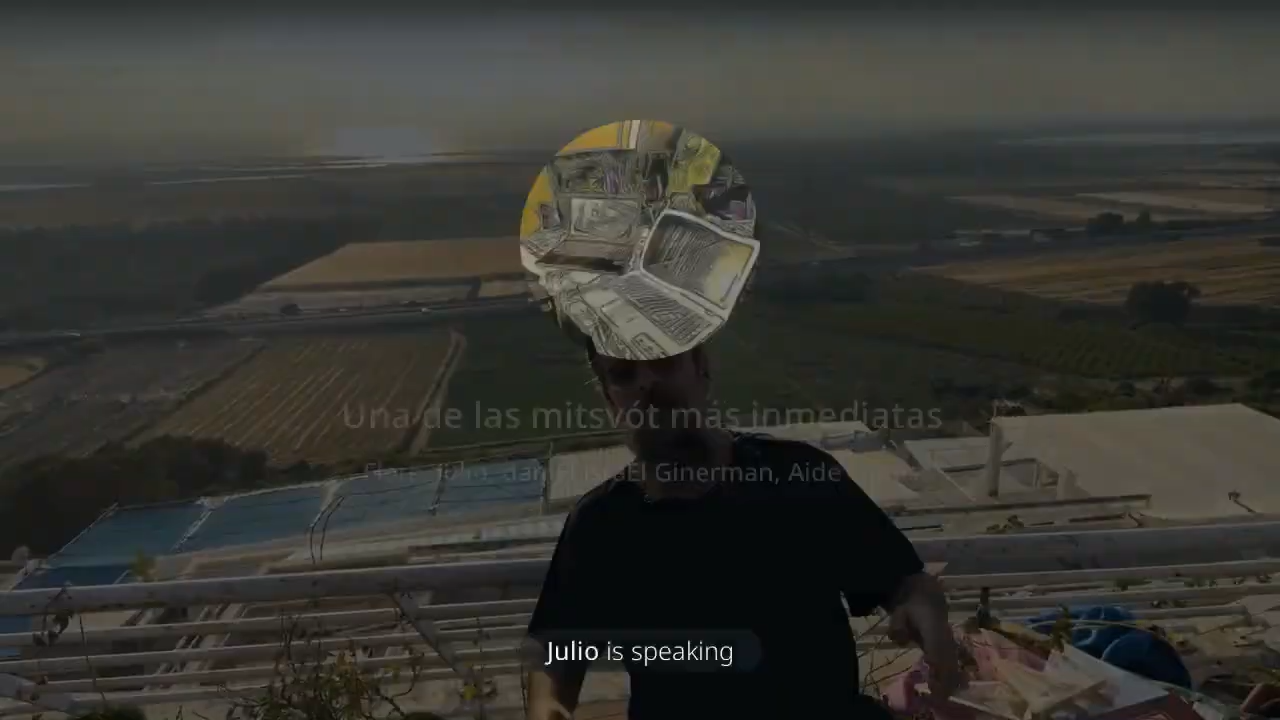 Una de las mitsvót más inmediatas
Ginerman, Aide
Julio is speaking